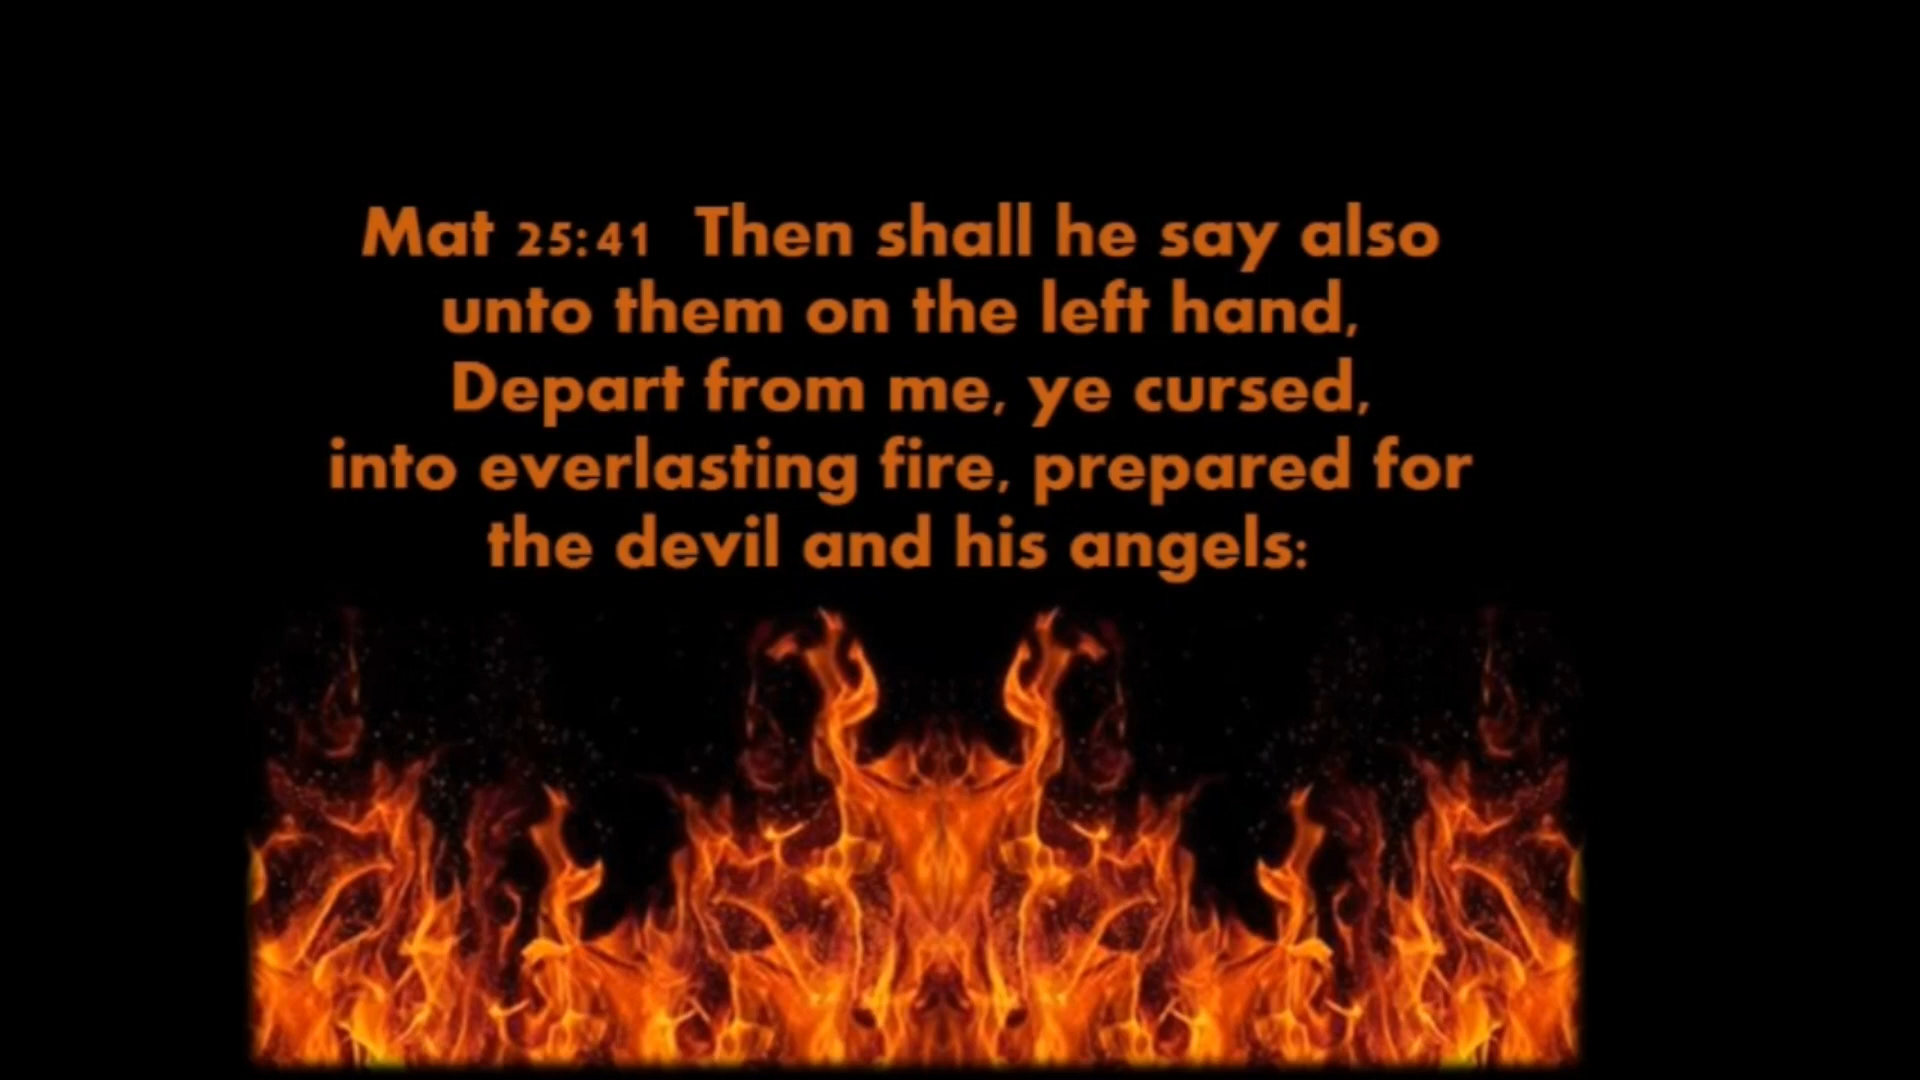 Mat 25:41  Then shall he say also
unto them on the left hand,
Depart from me, ye cursed,
into everlasting fire, prepared for
the devil and his angels: